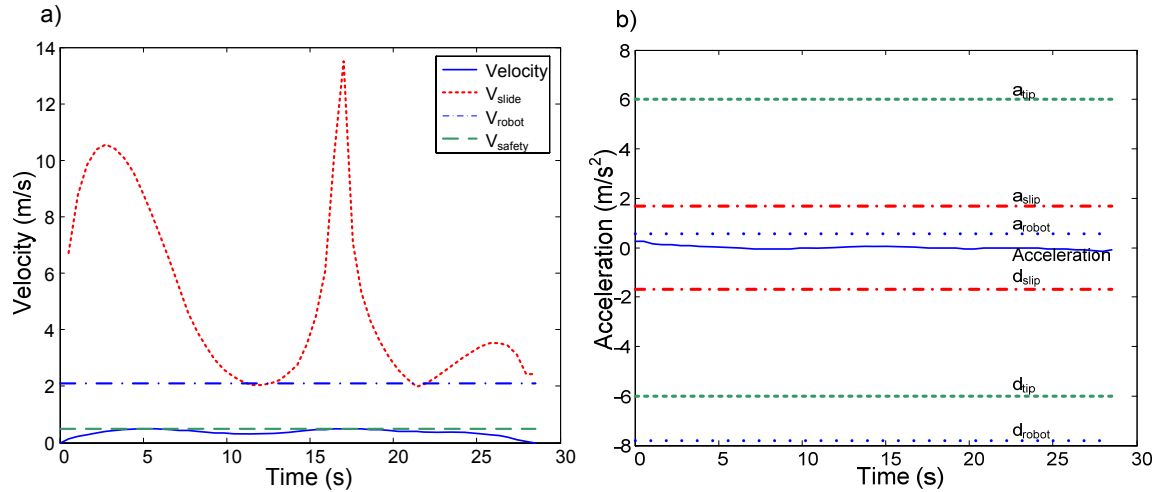 a)
14
12
10
8
6
4
2
0
Velocity (m/s)
0 5 10 15 20 25 30
Time (s)
Velocity
Vslide
Vrobot
Vsafety
b)
8
6
4
2
0
-2
-4
-6
-8
Acceleration (m/s²)
0 5 10 15 20 25 30
Time (s)
atip
aslip
arobot
Acceleration
dslip
dtip
drobot